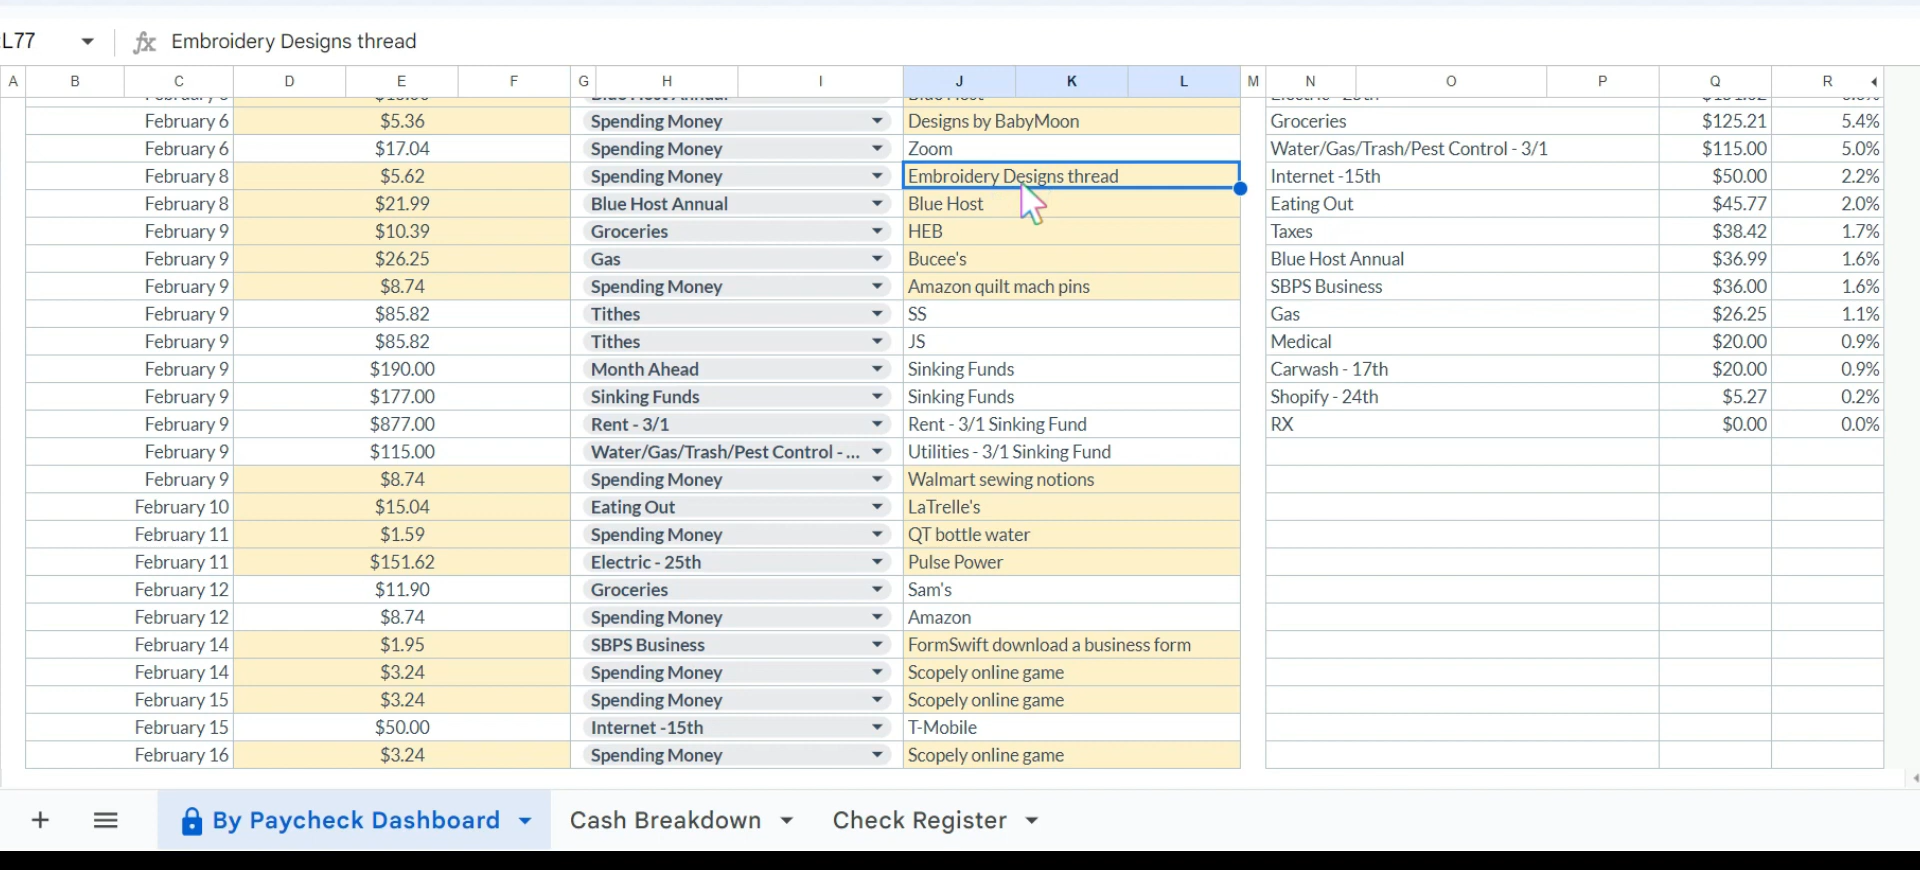 L77 fx Embroidery Designs thread
A B C D E F G H I J K L M N O P Q R
February 6 $5.36 Spending Money Designs by BabyMoon Groceries $125.21 5.4%
February 6 $17.04 Spending Money Zoom Water/Gas/Trash/Pest Control - 3/1 $115.00 5.0%
February 8 $5.62 Spending Money Embroidery Designs thread Internet -15th $50.00 2.2%
February 8 $21.99 Blue Host Annual Blue Host Eating Out $45.77 2.0%
February 9 $10.39 Groceries HEB Taxes $38.42 1.7%
February 9 $26.25 Gas Bucee's Blue Host Annual $36.99 1.6%
February 9 $8.74 Spending Money Amazon quilt mach pins SBPS Business $36.00 1.6%
February 9 $85.82 Tithes SS Gas $26.25 1.1%
February 9 $85.82 Tithes JS Medical $20.00 0.9%
February 9 $190.00 Month Ahead Sinking Funds Carwash - 17th $20.00 0.9%
February 9 $177.00 Sinking Funds Sinking Funds Shopify - 24th $5.27 0.2%
February 9 $877.00 Rent - 3/1 Rent - 3/1 Sinking Fund RX $0.00 0.0%
February 9 $115.00 Water/Gas/Trash/Pest Control - ... Utilities - 3/1 Sinking Fund
February 9 $8.74 Spending Money Walmart sewing notions
February 10 $15.04 Eating Out LaTrelle's
February 11 $1.59 Spending Money QT bottle water
February 11 $151.62 Electric - 25th Pulse Power
February 12 $11.90 Groceries Sam's
February 12 $8.74 Spending Money Amazon
February 14 $1.95 SBPS Business FormSwift download a business form
February 14 $3.24 Spending Money Scopely online game
February 15 $3.24 Spending Money Scopely online game
February 15 $50.00 Internet -15th T-Mobile
February 16 $3.24 Spending Money Scopely online game
By Paycheck Dashboard Cash Breakdown Check Register